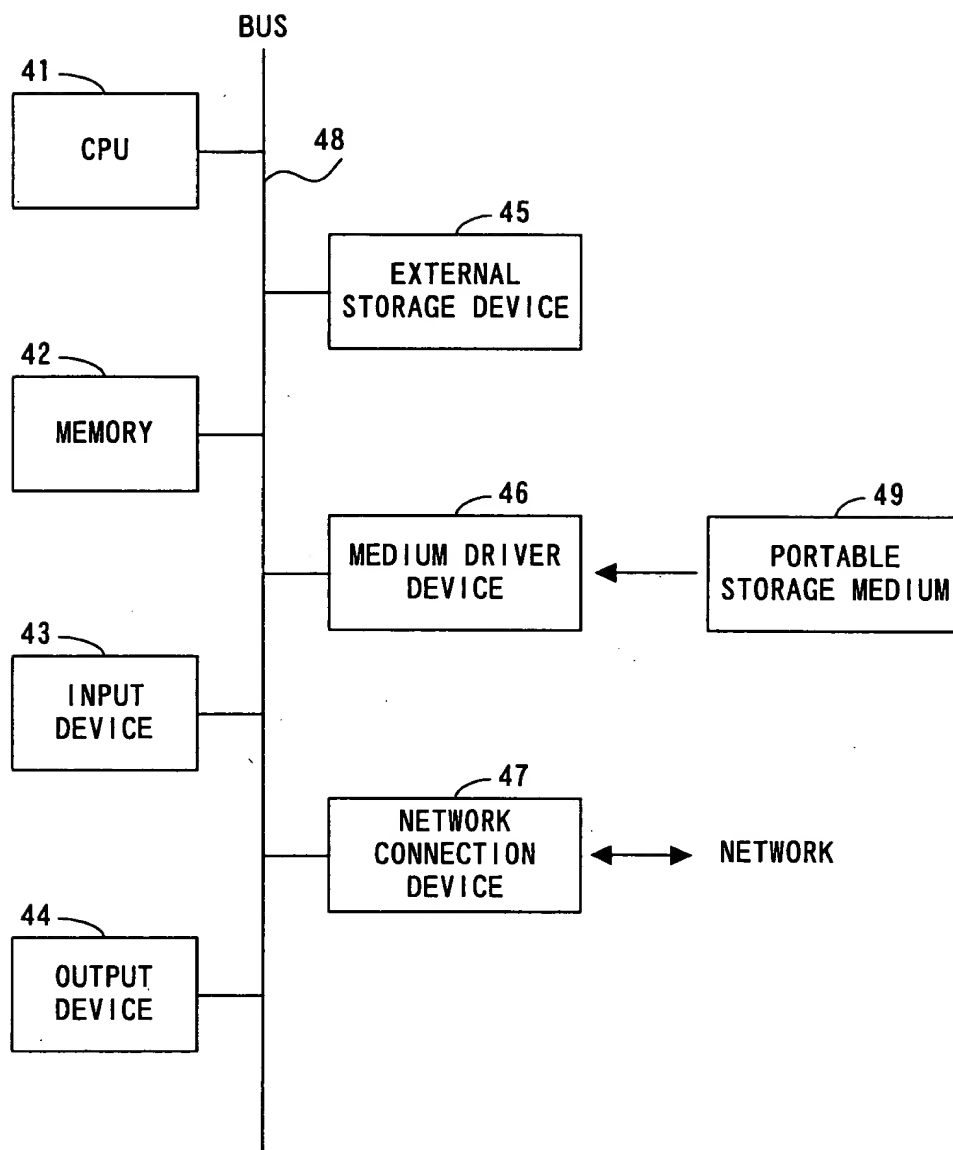 BUS
41
CPU
48
45
EXTERNAL
STORAGE DEVICE
42
MEMORY
46
MEDIUM DRIVER
DEVICE
49
PORTABLE
STORAGE MEDIUM
43
INPUT
DEVICE
47
NETWORK
CONNECTION
DEVICE
NETWORK
44
OUTPUT
DEVICE